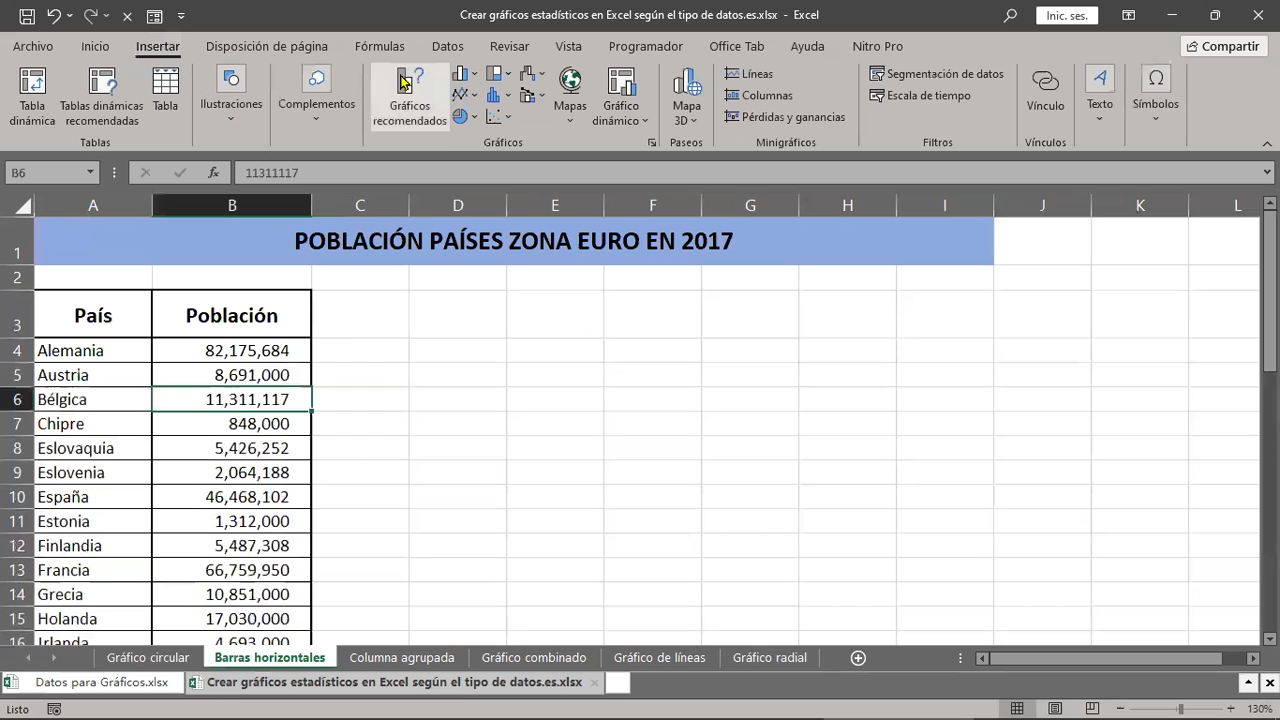 Crear gráficos estadísticos en Excel según el tipo de datos.es.xlsx - Excel
Inic. ses.
Archivo Inicio Insertar Disposición de página Fórmulas Datos Revisar Vista Programador Office Tab Ayuda Nitro Pro Compartir
Tabla dinámica
Tablas dinámicas recomendadas
Tabla
Tablas
Ilustraciones
Complementos
Gráficos recomendados
Mapas
Gráfico dinámico
Gráficos
Mapa 3D
Paseos
Líneas
Columnas
Pérdidas y ganancias
Minigráficos
Segmentación de datos
Escala de tiempo
Filtros
Vínculo
Vínculos
Texto
Símbolos
B6 fx 11311117
A B C D E F G H I J K L
1 POBLACIÓN PAÍSES ZONA EURO EN 2017
2
3 País Población
4 Alemania 82,175,684
5 Austria 8,691,000
6 Bélgica 11,311,117
7 Chipre 848,000
8 Eslovaquia 5,426,252
9 Eslovenia 2,064,188
10 España 46,468,102
11 Estonia 1,312,000
12 Finlandia 5,487,308
13 Francia 66,759,950
14 Grecia 10,851,000
15 Holanda 17,030,000
16 Irlanda 4,693,000
Gráfico circular Barras horizontales Columna agrupada Gráfico combinado Gráfico de líneas Gráfica radial
Datos para Gráficos.xlsx Crear gráficos estadísticos en Excel según el tipo de datos.es.xlsx
Listo 130%